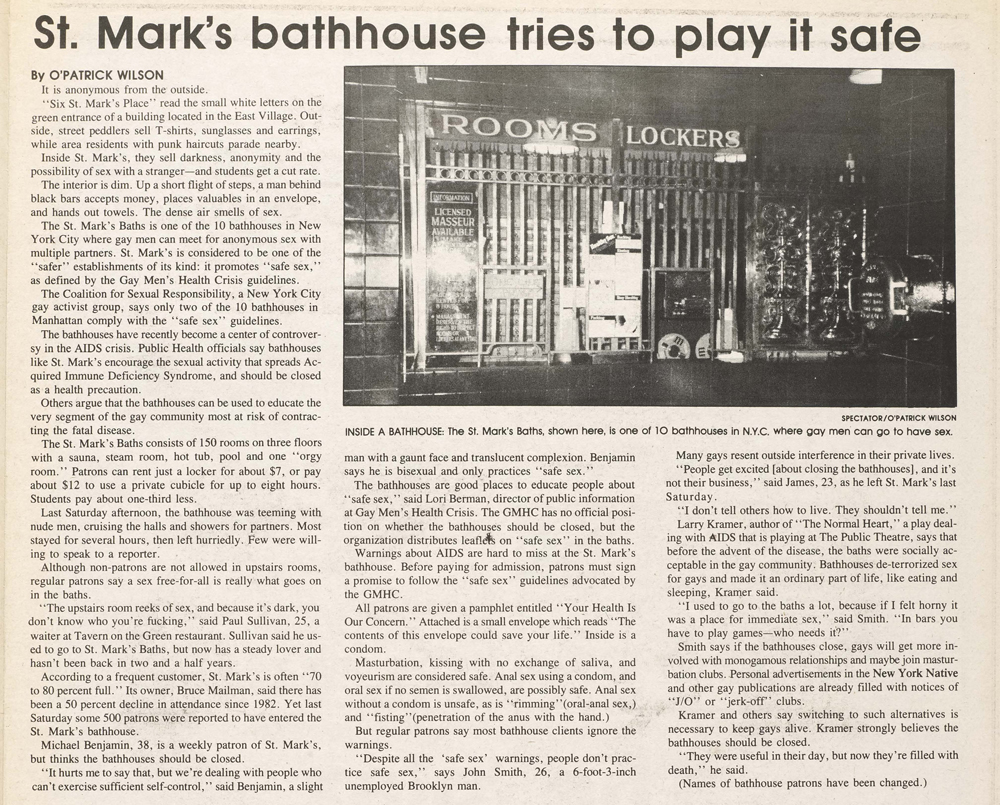 St. Mark's bathhouse tries to play it safe
By O'PATRICK WILSON
It is anonymous from the outside.
"Six St. Mark's Place" read the small white letters on the
green entrance of a building located in the East Village. Out-
side, street peddlers sell T-shirts, sunglasses and earrings,
while area residents with punk haircuts parade nearby.
Inside St. Mark's, they sell darkness, anonymity and the
possibility of sex with a stranger—and students get a cut rate.
The interior is dim. Up a short flight of steps, a man behind
black bars accepts money, places valuables in an envelope,
and hands out towels. The dense air smells of sex.
The St. Mark's Baths is one of the 10 bathhouses in New
York City where gay men can meet for anonymous sex with
multiple partners. St. Mark's is considered to be one of the
"safer" establishments of its kind: it promotes "safe sex,"
as defined by the Gay Men's Health Crisis guidelines.
The Coalition for Sexual Responsibility, a New York City
gay activist group, says only two of the 10 bathhouses in
Manhattan comply with the "safe sex" guidelines.
The bathhouses have recently become a center of controver-
sy in the AIDS crisis. Public Health officials say bathhouses
like St. Mark's encourage the sexual activity that spreads Ac-
quired Immune Deficiency Syndrome, and should be closed
as a health precaution.
Others argue that the bathhouses can be used to educate the
very segment of the gay community most at risk of contrac-
ting the fatal disease.
The St. Mark's Baths consists of 150 rooms on three floors
with a sauna, steam room, hot tub, pool and one "orgy
room." Patrons can rent just a locker for about $7, or pay
about $12 to use a private cubicle for up to eight hours.
Students pay about one-third less.
Last Saturday afternoon, the bathhouse was teeming with
nude men, cruising the halls and showers for partners. Most
stayed for several hours, then left hurriedly. Few were will-
ing to speak to a reporter.
Although non-patrons are not allowed in upstairs rooms,
regular patrons say a sex free-for-all is really what goes on
in the baths.
"The upstairs room reeks of sex, and because it's dark, you
don't know who you're fucking," said Paul Sullivan, 25, a
waiter at Tavern on the Green restaurant. Sullivan said he us-
ed to go to St. Mark's Baths, but now has a steady lover and
hasn't been back in two and a half years.
According to a frequent customer, St. Mark's is often "70
to 80 percent full." Its owner, Bruce Mailman, said there has
been a 50 percent decline in attendance since 1982. Yet last
Saturday some 500 patrons were reported to have entered the
St. Mark's bathhouse.
Michael Benjamin, 38, is a weekly patron of St. Mark's,
but thinks the bathhouses should be closed.
"It hurts me to say that, but we're dealing with people who
can't exercise sufficient self-control," said Benjamin, a slight
ROOMS
LOCKERS
INFORMATION
LICENSED
MASSEUR
AVAILABLE
SPECTATOR/O'PATRICK WILSON
INSIDE A BATHHOUSE: The St. Mark's Baths, shown here, is one of 10 bathhouses in N.Y.C. where gay men can go to have sex.
man with a gaunt face and translucent complexion. Benjamin
says he is bisexual and only practices "safe sex."
The bathhouses are good places to educate people about
"safe sex," said Lori Berman, director of public information
at Gay Men's Health Crisis. The GMHC has no official posi-
tion on whether the bathhouses should be closed, but the
organization distributes leaflets on "safe sex" in the baths.
Warnings about AIDS are hard to miss at the St. Mark's
bathhouse. Before paying for admission, patrons must sign
a promise to follow the "safe sex" guidelines advocated by
the GMHC.
All patrons are given a pamphlet entitled "Your Health Is
Our Concern." Attached is a small envelope which reads "The
contents of this envelope could save your life." Inside is a
condom.
Masturbation, kissing with no exchange of saliva, and
voyeurism are considered safe. Anal sex using a condom, and
oral sex if no semen is swallowed, are possibly safe. Anal sex
without a condom is unsafe, as is "rimming"(oral-anal sex,)
and "fisting"(penetration of the anus with the hand.)
But regular patrons say most bathhouse clients ignore the
warnings.
"Despite all the 'safe sex' warnings, people don't prac-
tice safe sex," says John Smith, 26, a 6-foot-3-inch
unemployed Brooklyn man.
Many gays resent outside interference in their private lives.
"People get excited [about closing the bathhouses], and it's
not their business," said James, 23, as he left St. Mark's last
Saturday.
"I don't tell others how to live. They shouldn't tell me."
Larry Kramer, author of "The Normal Heart," a play deal-
ing with AIDS that is playing at The Public Theatre, says that
before the advent of the disease, the baths were socially ac-
ceptable in the gay community. Bathhouses de-terrorized sex
for gays and made it an ordinary part of life, like eating and
sleeping, Kramer said.
"I used to go to the baths a lot, because if I felt horny it
was a place for immediate sex," said Smith. "In bars you
have to play games—who needs it?"
Smith says if the bathhouses close, gays will get more in-
volved with monogamous relationships and maybe join mastur-
bation clubs. Personal advertisements in the New York Native
and other gay publications are already filled with notices of
"J/O" or "jerk-off" clubs.
Kramer and others say switching to such alternatives is
necessary to keep gays alive. Kramer strongly believes the
bathhouses should be closed.
"They were useful in their day, but now they're filled with
death," he said.
(Names of bathhouse patrons have been changed.)